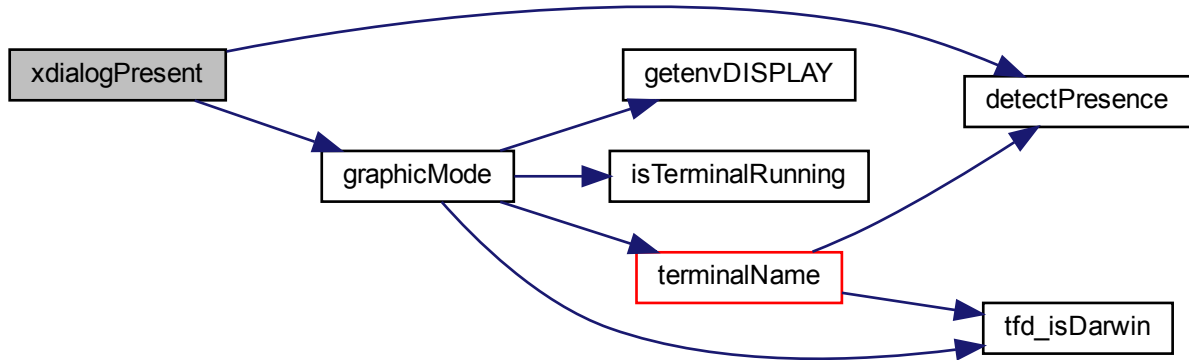 xdialogPresent
getenvDISPLAY
detectPresence
graphicMode
isTerminalRunning
terminalName
tfd_isDarwin